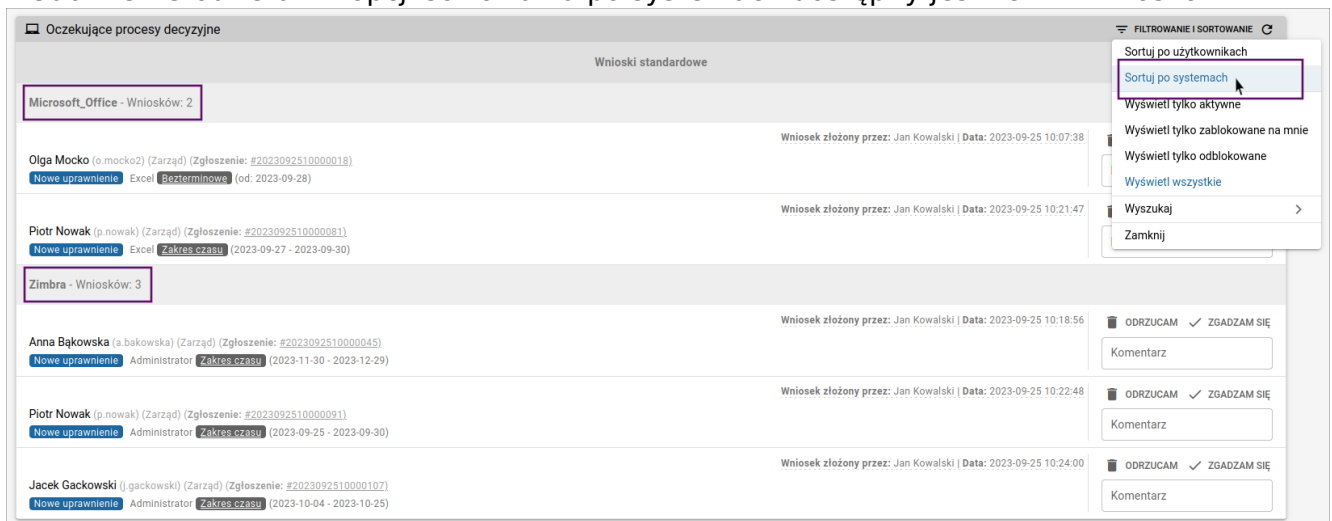 Oczekujące procesy decyzyjne
FILTROWANIE I SORTOWANIE
Wnioski standardowe
Sortuj po użytkownikach
Sortuj po systemach
Wyświetl tylko aktywne
Wyświetl tylko zablokowane na mnie
Wyświetl tylko odblokowane
Wyświetl wszystkie
Wyszukaj
Zamknij
Microsoft_Office - Wniosków: 2
Wniosek złożony przez: Jan Kowalski | Data: 2023-09-25 10:07:38
Olga Mocko (o.mocko2) (Zarząd) (Zgłoszenie: #2023092510000018)
Nowe uprawnienie Excel Bezterminowe (od: 2023-09-28)
Wniosek złożony przez: Jan Kowalski | Data: 2023-09-25 10:21:47
Piotr Nowak (p.nowak) (Zarząd) (Zgłoszenie: #2023092510000081)
Nowe uprawnienie Excel Zakres czasu (2023-09-27 - 2023-09-30)
Zimbra - Wniosków: 3
Wniosek złożony przez: Jan Kowalski | Data: 2023-09-25 10:18:56
ODRZUCAM ZGADZAM SIĘ
Anna Bąkowska (a.bakowska) (Zarząd) (Zgłoszenie: #2023092510000045)
Komentarz
Nowe uprawnienie Administrator Zakres czasu (2023-11-30 - 2023-12-29)
Wniosek złożony przez: Jan Kowalski | Data: 2023-09-25 10:22:48
ODRZUCAM ZGADZAM SIĘ
Piotr Nowak (p.nowak) (Zarząd) (Zgłoszenie: #2023092510000091)
Komentarz
Nowe uprawnienie Administrator Zakres czasu (2023-09-25 - 2023-09-30)
Wniosek złożony przez: Jan Kowalski | Data: 2023-09-25 10:24:00
ODRZUCAM ZGADZAM SIĘ
Jacek Gackowski (j.gackowski) (Zarząd) (Zgłoszenie: #2023092510000107)
Komentarz
Nowe uprawnienie Administrator Zakres czasu (2023-10-04 - 2023-10-25)